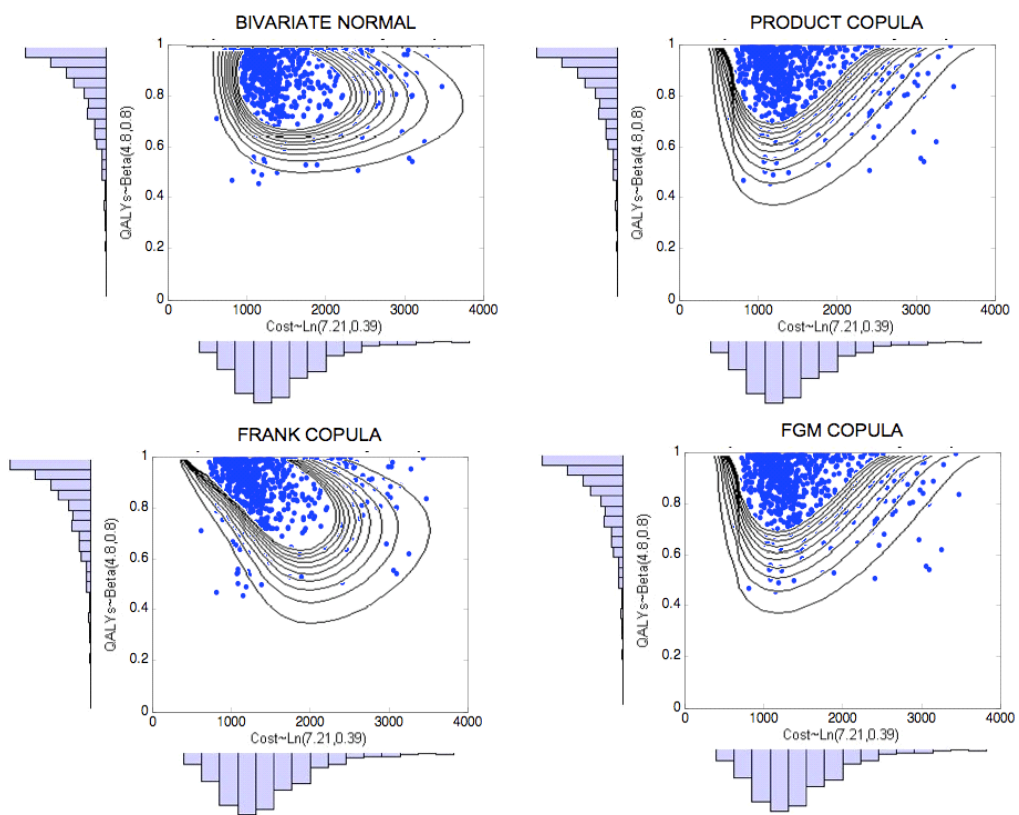 BIVARIATE NORMAL
1
0.8
0.6
0.4
0.2
0
QALYs~Beta(4.8,0.8)
0 1000 2000 3000 4000
Cost~Ln(7.21,0.39)
PRODUCT COPULA
1
0.8
0.6
0.4
0.2
0
QALYs~Beta(4.8,0.8)
0 1000 2000 3000 4000
Cost~Ln(7.21,0.39)
FRANK COPULA
1
0.8
0.6
0.4
0.2
0
QALYs~Beta(4.8,0.8)
0 1000 2000 3000 4000
Cost~Ln(7.21,0.39)
FGM COPULA
1
0.8
0.6
0.4
0.2
0
QALYs~Beta(4.8,0.8)
0 1000 2000 3000 4000
Cost~Ln(7.21,0.39)